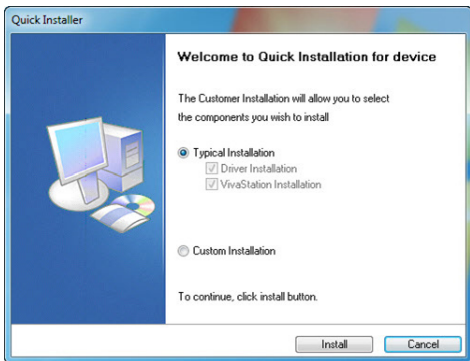 Quick Installer
Welcome to Quick Installation for device
The Customer Installation will allow you to select
the components you wish to install
Typical Installation
Driver Installation
VivaStation Installation
Custom Installation
To continue, click install button.
Install
Cancel